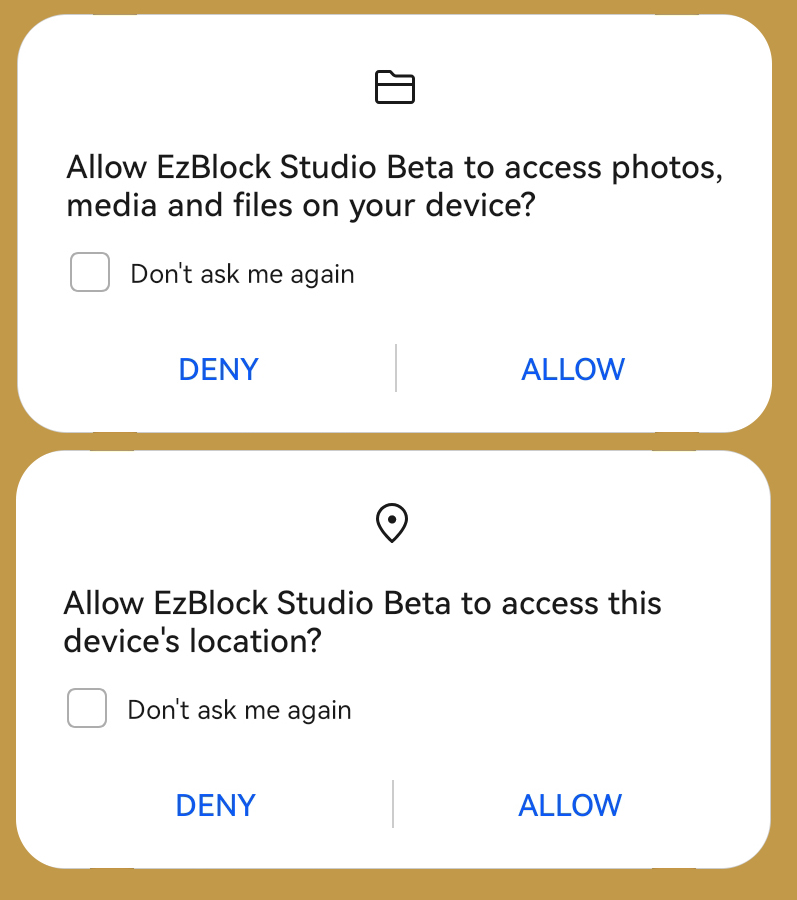 Allow EzBlock Studio Beta to access photos,
media and files on your device?
Don't ask me again
DENY
ALLOW
Allow EzBlock Studio Beta to access this
device's location?
Don't ask me again
DENY
ALLOW